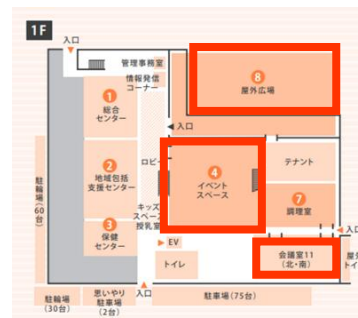 1F
入口
管理事務室
情報発信
コーナー
1
総合
センター
8
屋外広場
入口
2
地域包括
支援センター
ロビー
4
イベント
スペース
テナント
7
調理室
キッズ
スペース
授乳室
3
保健
センター
EV
トイレ
会議室11
(北・南)
入口
屋外
トイ
駐輪場
(60台)
駐輪場
(30台)
思いやり
駐車場
(2台)
入口
駐車場(75台)